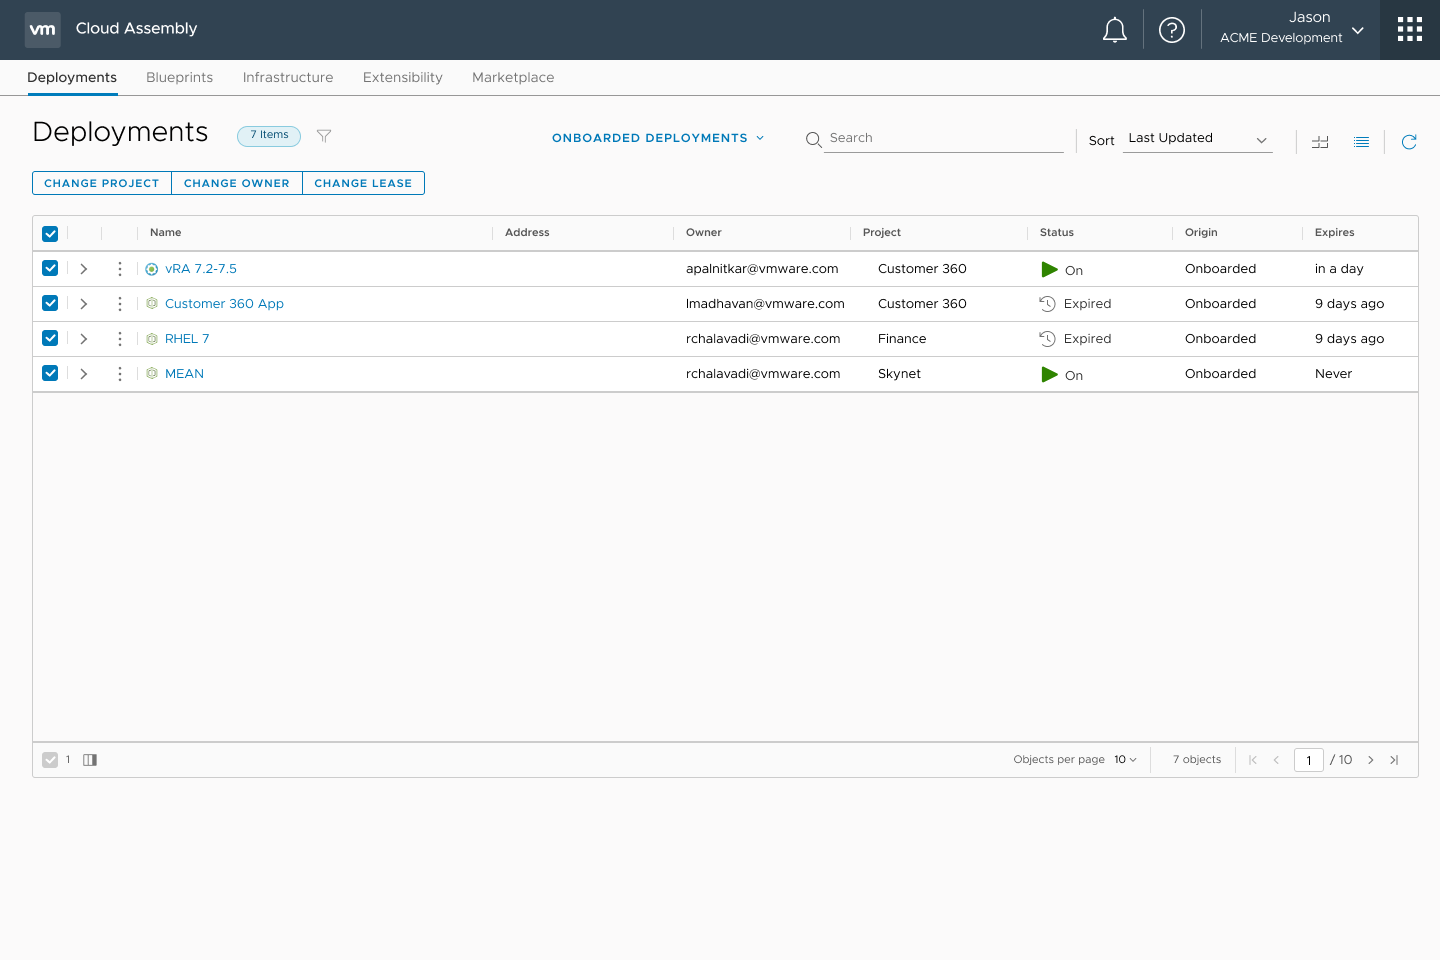 vm Cloud Assembly
Jason
ACME Development
Deployments Blueprints Infrastructure Extensibility Marketplace
Deployments 7 Items ONBOARDED DEPLOYMENTS Search Sort Last Updated
CHANGE PROJECT CHANGE OWNER CHANGE LEASE
Name Address Owner Project Status Origin Expires
vRA 7.2-7.5 apalnitkar@vmware.com Customer 360 On Onboarded in a day
Customer 360 App lmadhavan@vmware.com Customer 360 Expired Onboarded 9 days ago
RHEL 7 rchalavadi@vmware.com Finance Expired Onboarded 9 days ago
MEAN rchalavadi@vmware.com Skynet On Onboarded Never
1 Objects per page 10 7 objects 1 / 10